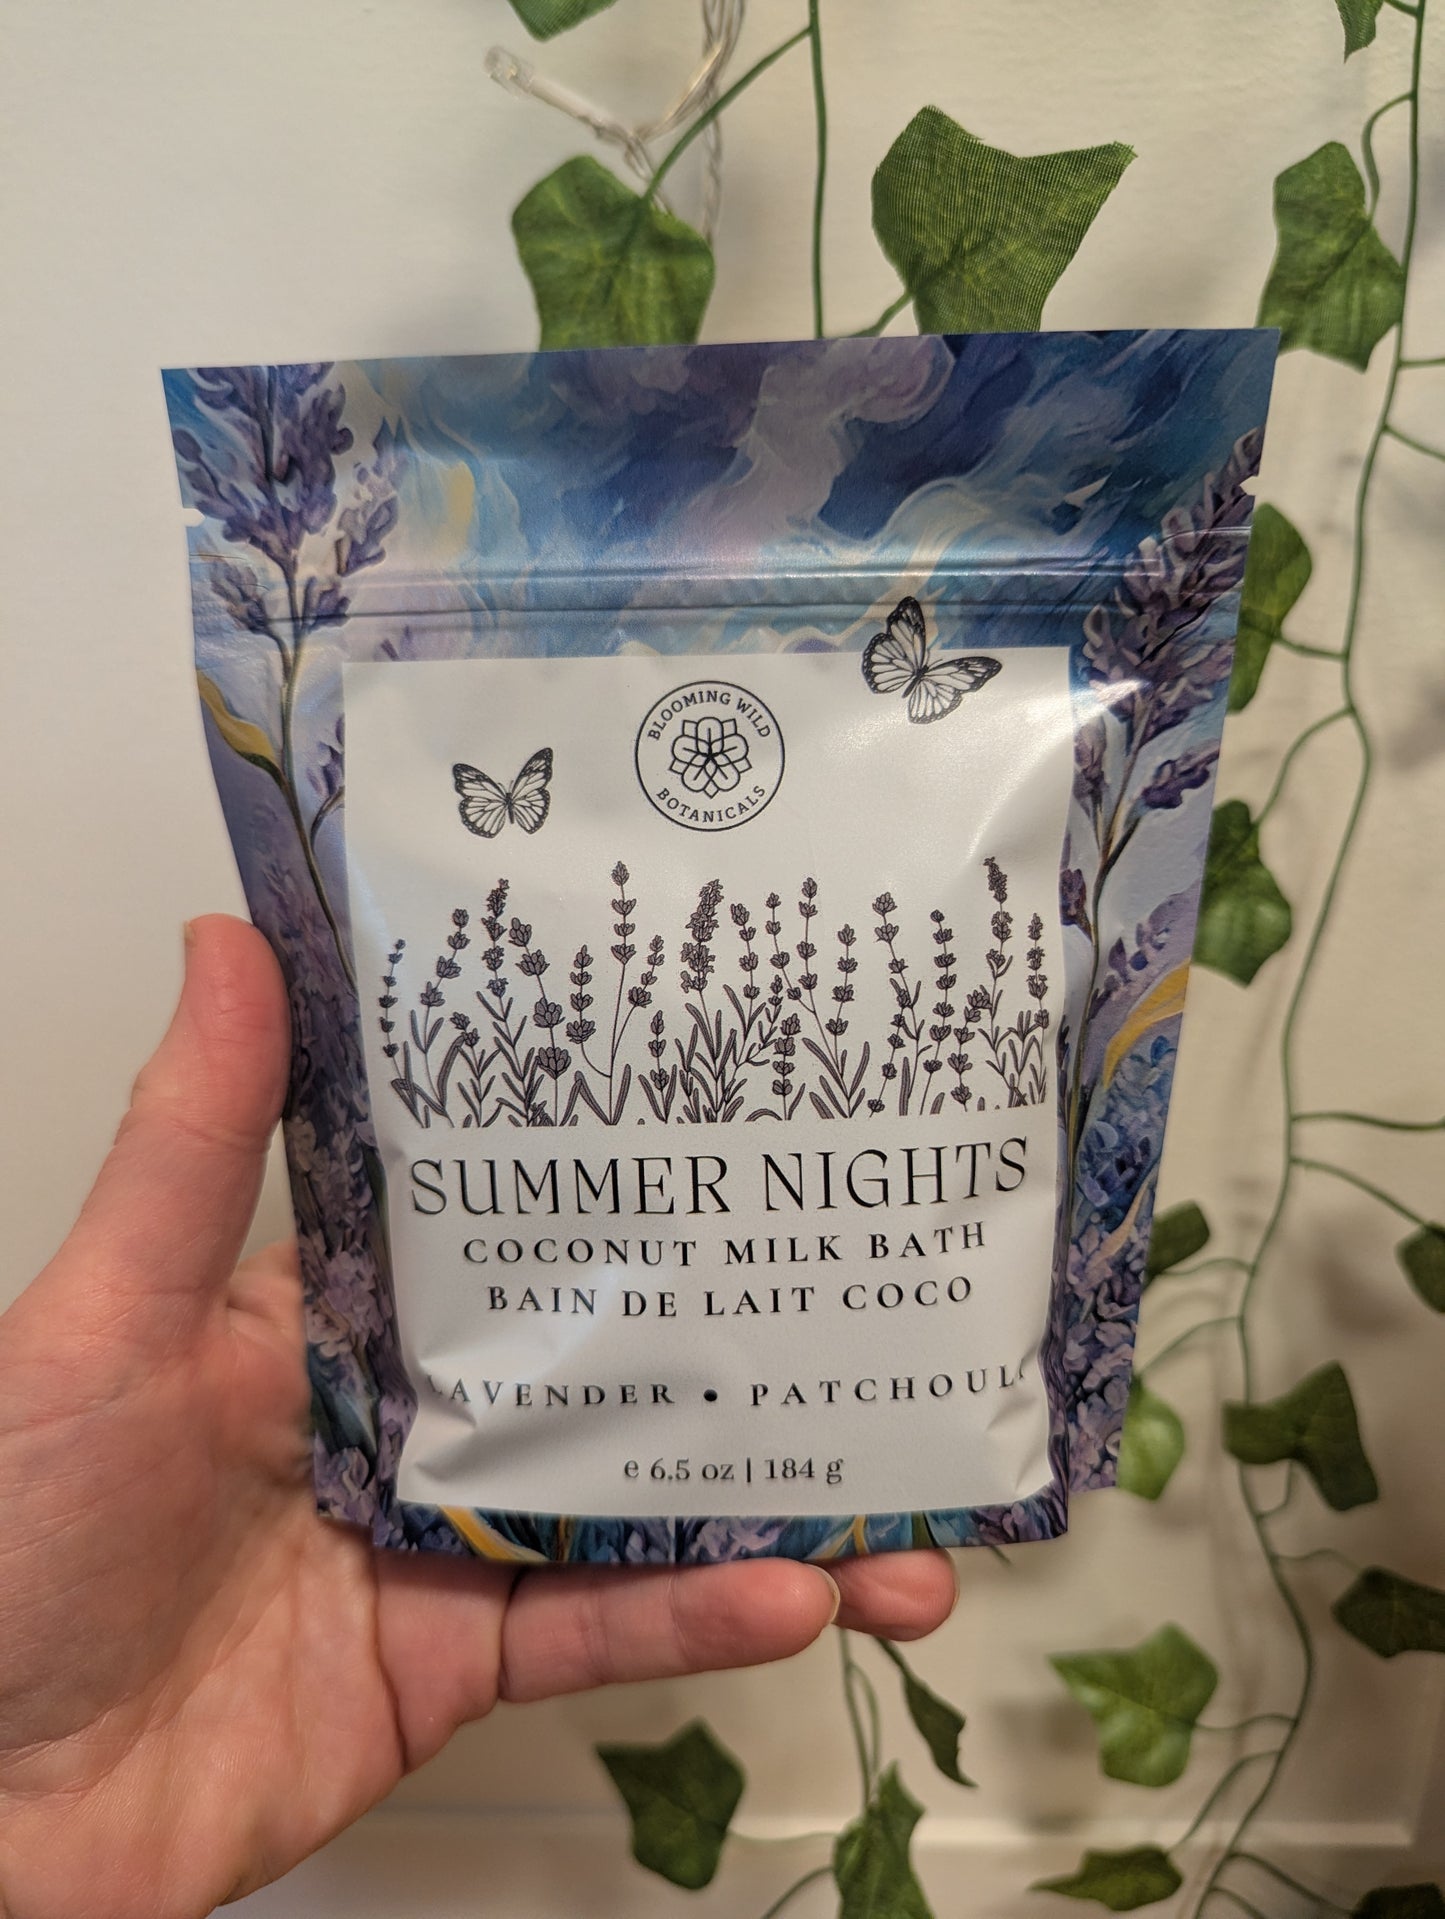 BLOOMING WILD
BOTANICALS
SUMMER NIGHTS
COCONUT MILK BATH
BAIN DE LAIT COCO
LAVENDER • PATCHOULI
e 6.5 oz | 184 g